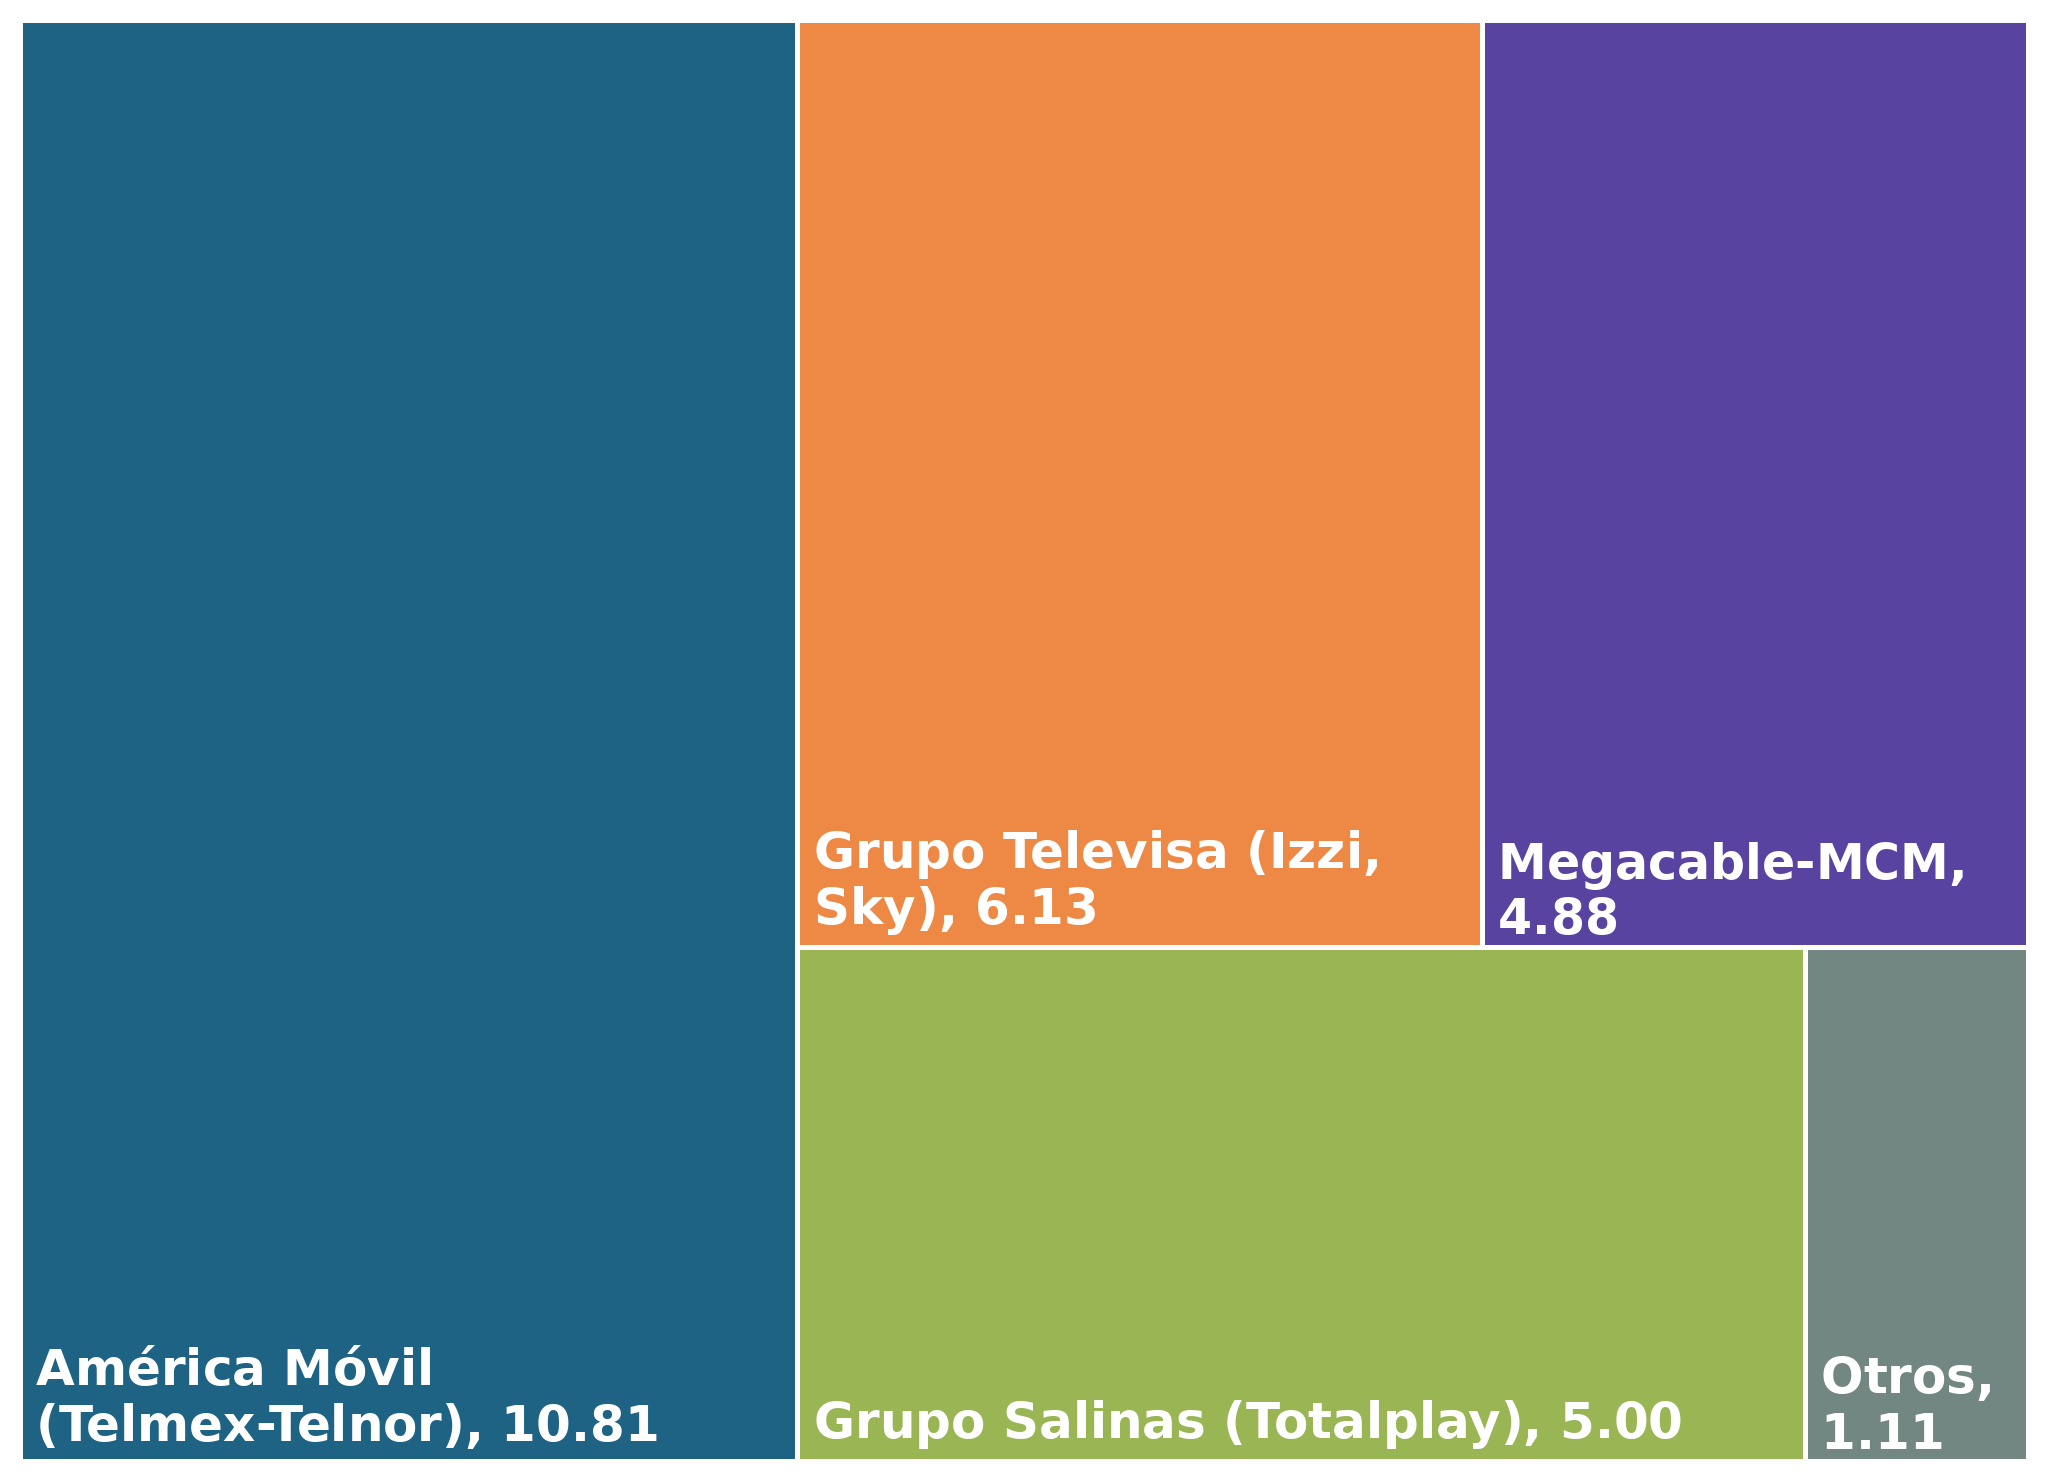 América Móvil
(Telmex-Telnor), 10.81
Grupo Televisa (Izzi,
Sky), 6.13
Megacable-MCM,
4.88
Grupo Salinas (Totalplay), 5.00
Otros,
1.11